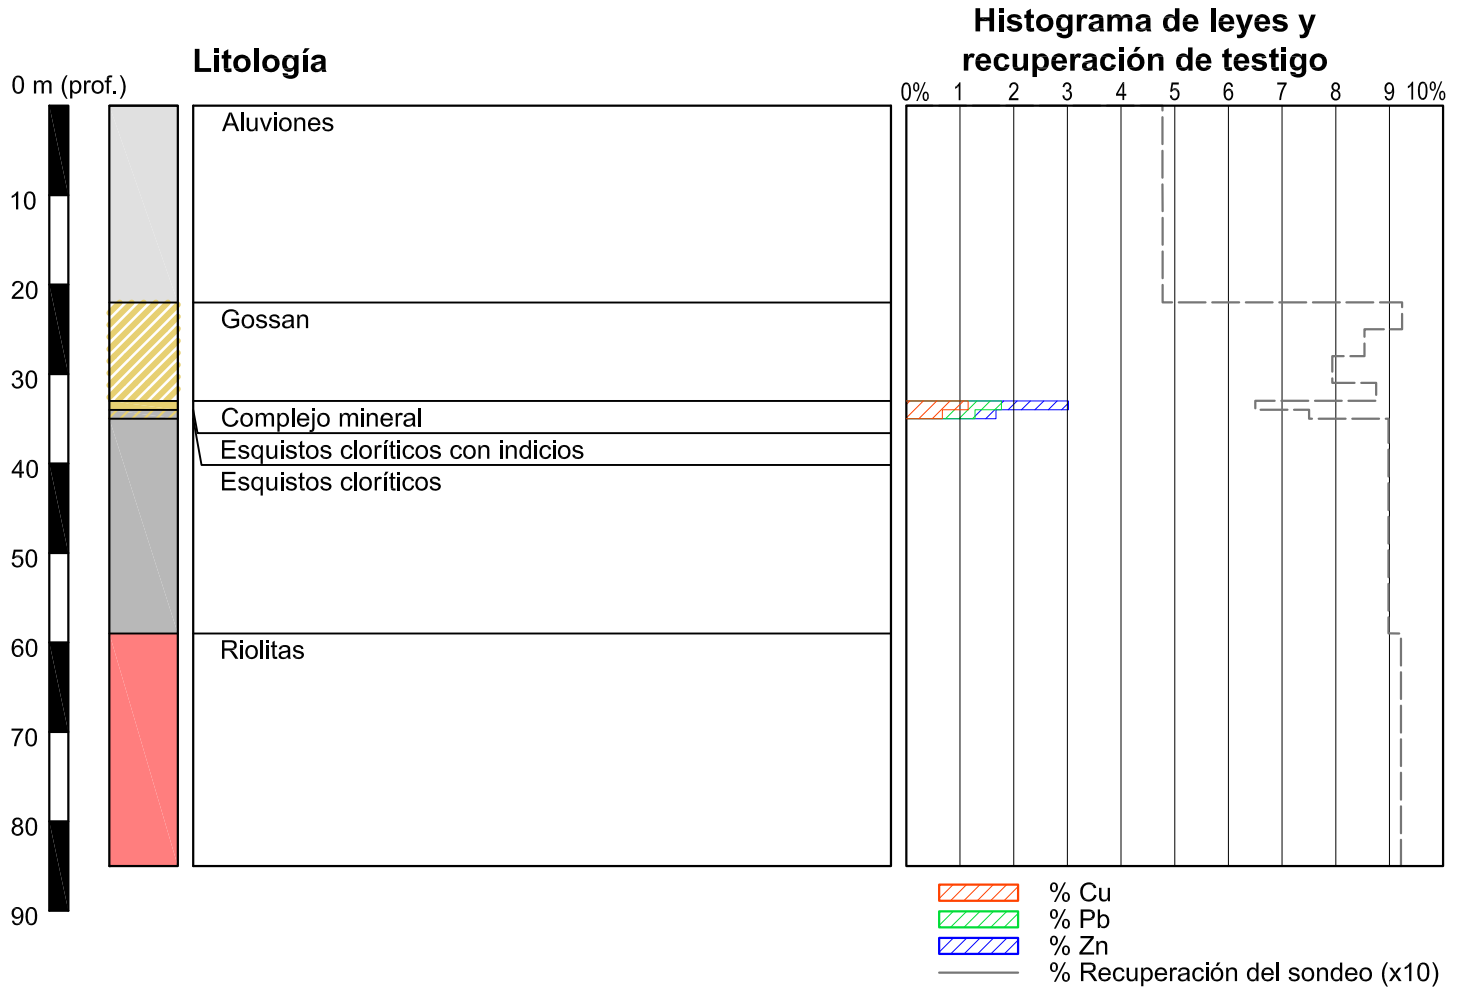 Histograma de leyes y
recuperación de testigo
Litología
0 m (prof.)
0% 1 2 3 4 5 6 7 8 9 10%
Aluviones
10
20
Gossan
30
Complejo mineral
Esquistos cloríticos con indicios
40
Esquistos cloríticos
50
60
Riolitas
70
80
90
% Cu
% Pb
% Zn
% Recuperación del sondeo (x10)